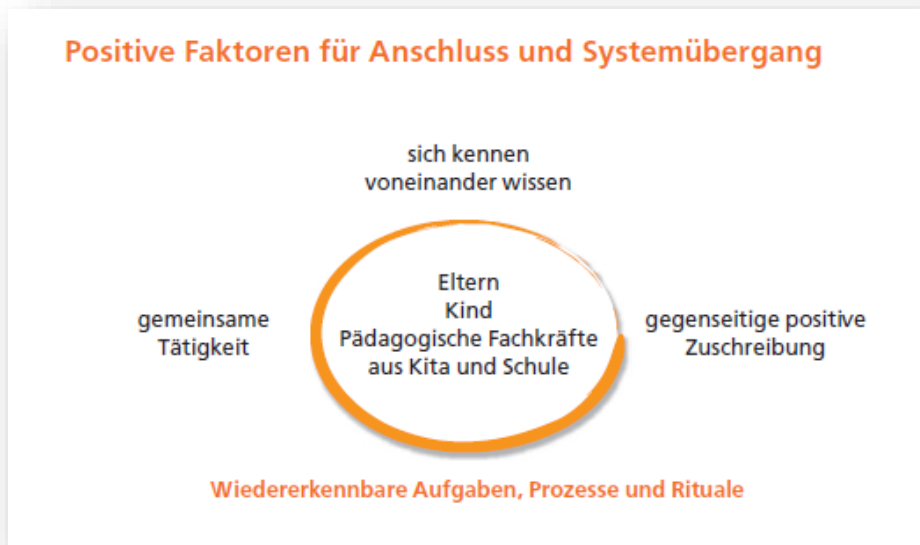 Positive Faktoren für Anschluss und Systemübergang
sich kennen
voneinander wissen
gemeinsame
Tätigkeit
Eltern
Kind
Pädagogische Fachkräfte
aus Kita und Schule
gegenseitige positive
Zuschreibung
Wiedererkennbare Aufgaben, Prozesse und Rituale